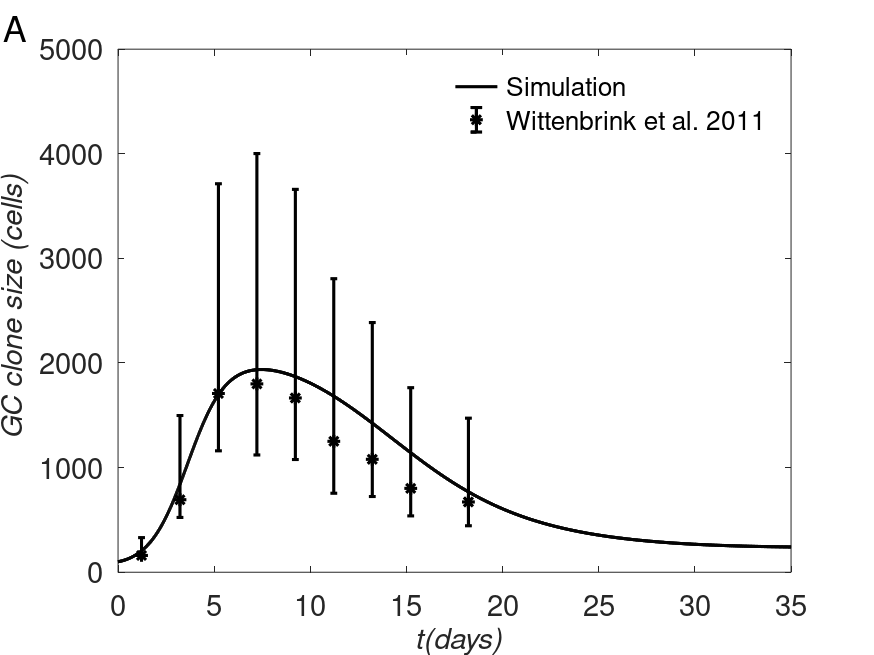 A
5000
4000
3000
2000
1000
0
GC clone size (cells)
Simulation
Wittenbrink et al. 2011
0 5 10 15 20 25 30 35
t(days)